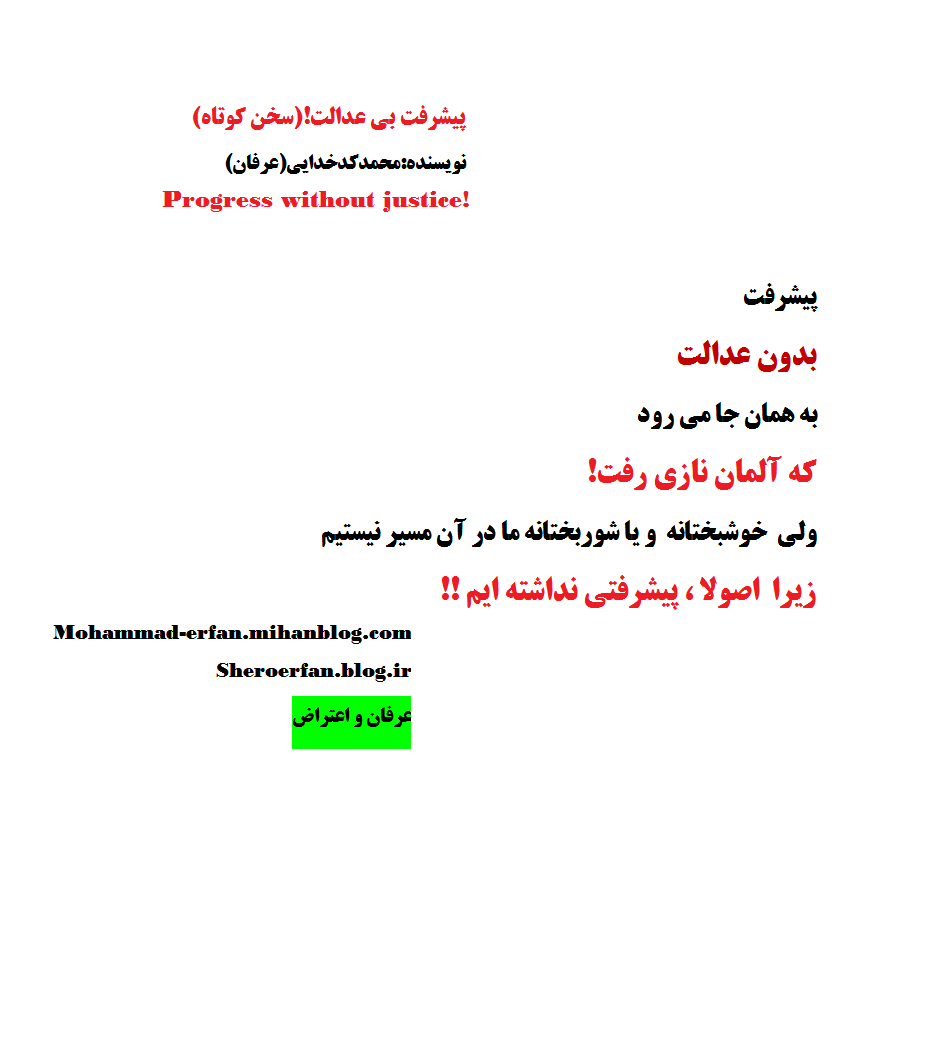 پیشرفت بی عدالت!(سخن کوتاه)
نویسنده:محمدکدخدایی(عرفان)
Progress without justice!
پیشرفت
بدون عدالت
به همان جا می رود
که آلمان نازی رفت!
ولی خوشبختانه و یا شوربختانه ما در آن مسیر نیستیم
زیرا اصولا ، پیشرفتی نداشته ایم !!
Mohammad-erfan.mihanblog.com
Sheroerfan.blog.ir
عرفان و اعتراض